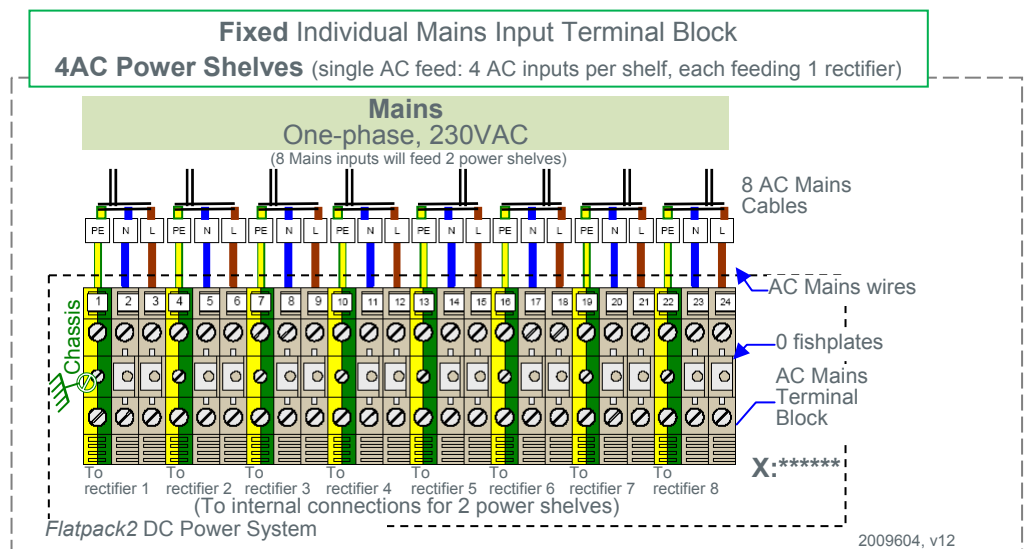 Fixed Individual Mains Input Terminal Block
4AC Power Shelves (single AC feed: 4 AC inputs per shelf, each feeding 1 rectifier)
Mains
One-phase, 230VAC
(8 Mains inputs will feed 2 power shelves)
8 AC Mains
Cables
PE N L PE N L PE N L PE N L PE N L PE N L PE N L PE N L
AC Mains wires
1 2 3 4 5 6 7 8 9 10 11 12 13 14 15 16 17 18 19 20 21 22 23 24
Chassis
0 fishplates
AC Mains
Terminal
Block
X:******
To To To To To To To To
rectifier 1 rectifier 2 rectifier 3 rectifier 4 rectifier 5 rectifier 6 rectifier 7 rectifier 8
(To internal connections for 2 power shelves)
Flatpack2 DC Power System
2009604, v12